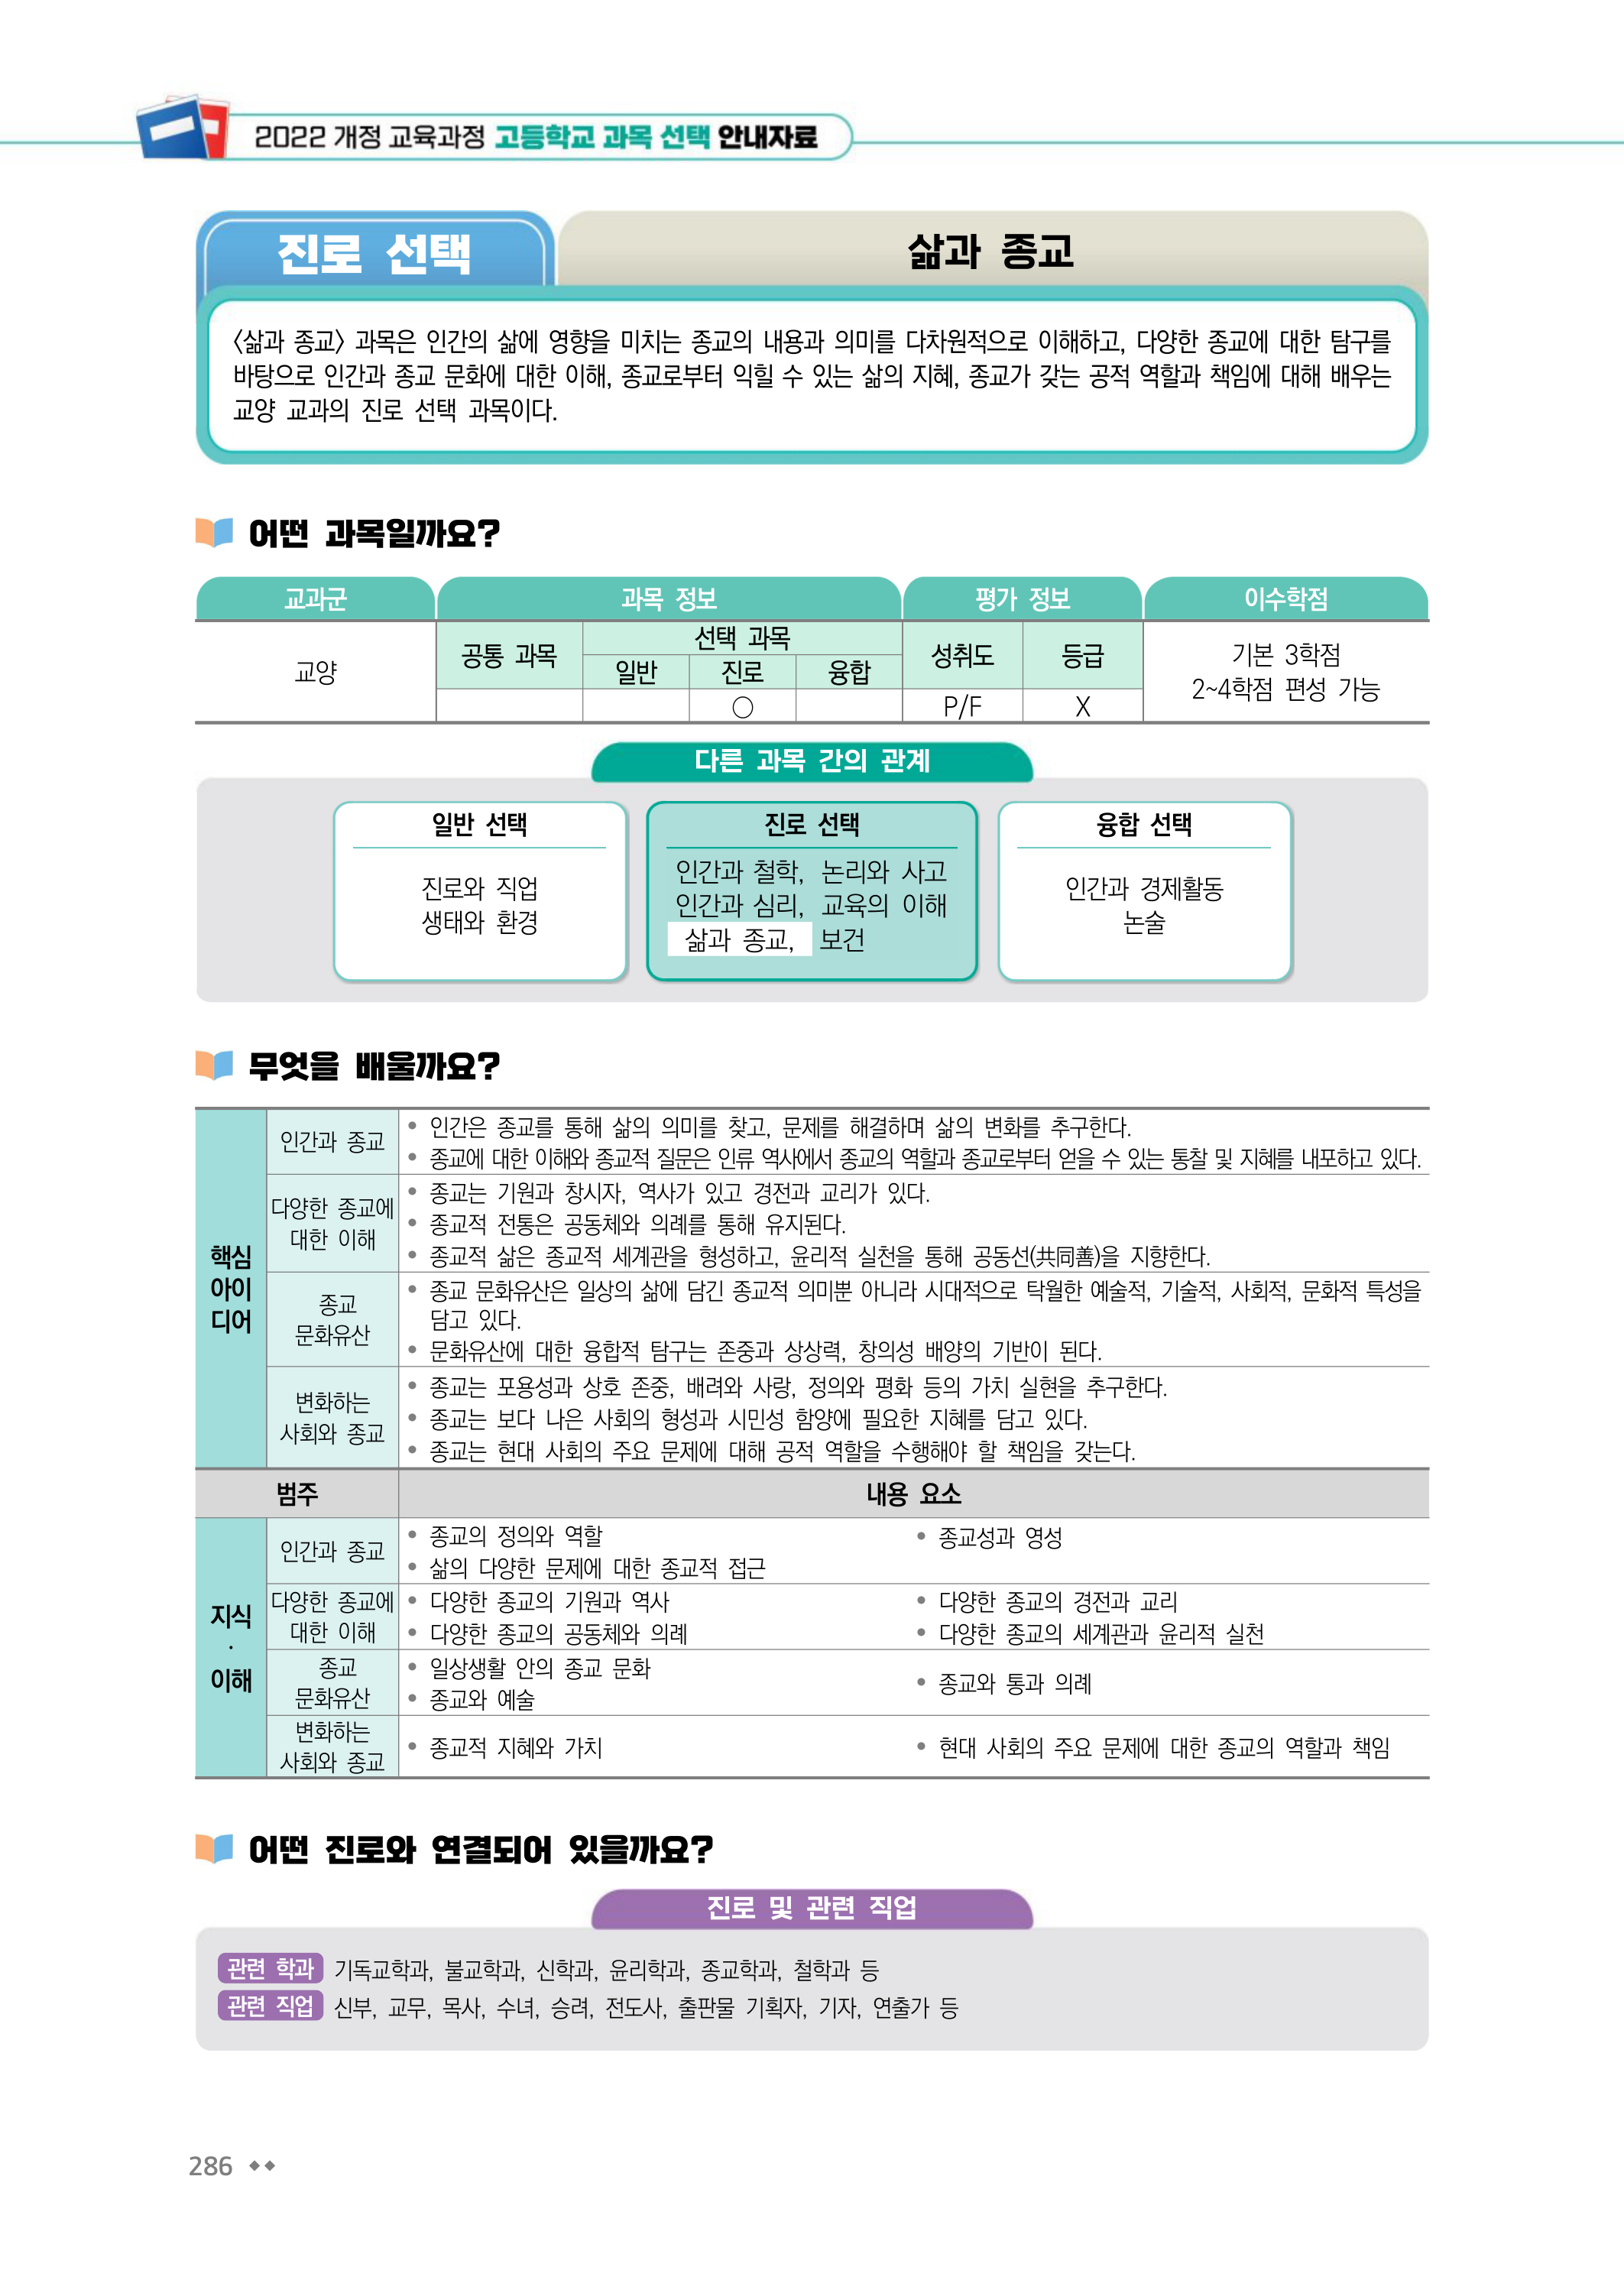 2022 개정 교육과정 고등학교 과목 선택 안내자료
진로 선택
삶과 종교
〈삶과 종교〉 과목은 인간의 삶에 영향을 미치는 종교의 내용과 의미를 다차원적으로 이해하고, 다양한 종교에 대한 탐구를
바탕으로 인간과 종교 문화에 대한 이해, 종교로부터 익힐 수 있는 삶의 지혜, 종교가 갖는 공적 역할과 책임에 대해 배우는
교양 교과의 진로 선택 과목이다.
어떤 과목일까요?
교과군 과목 정보 평가 정보 이수학점
교양
공통 과목
선택 과목
일반 진로 융합
성취도 등급
○ P/F X
기본 3학점
2~4학점 편성 가능
다른 과목 간의 관계
일반 선택
진로와 직업
생태와 환경
진로 선택
인간과 철학, 논리와 사고
인간과 심리, 교육의 이해
삶과 종교, 보건
융합 선택
인간과 경제활동
논술
무엇을 배울까요?
핵심
아이
디어
인간과 종교
• 인간은 종교를 통해 삶의 의미를 찾고, 문제를 해결하며 삶의 변화를 추구한다.
• 종교에 대한 이해와 종교적 질문은 인류 역사에서 종교의 역할과 종교로부터 얻을 수 있는 통찰 및 지혜를 내포하고 있다.
다양한 종교에
대한 이해
• 종교는 기원과 창시자, 역사가 있고 경전과 교리가 있다.
• 종교적 전통은 공동체와 의례를 통해 유지된다.
• 종교적 삶은 종교적 세계관을 형성하고, 윤리적 실천을 통해 공동선(共同善)을 지향한다.
종교
문화유산
• 종교 문화유산은 일상의 삶에 담긴 종교적 의미뿐 아니라 시대적으로 탁월한 예술적, 기술적, 사회적, 문화적 특성을
담고 있다.
• 문화유산에 대한 융합적 탐구는 존중과 상상력, 창의성 배양의 기반이 된다.
변화하는
사회와 종교
• 종교는 포용성과 상호 존중, 배려와 사랑, 정의와 평화 등의 가치 실현을 추구한다.
• 종교는 보다 나은 사회의 형성과 시민성 함양에 필요한 지혜를 담고 있다.
• 종교는 현대 사회의 주요 문제에 대해 공적 역할을 수행해야 할 책임을 갖는다.
범주 내용 요소
지식
·
이해
인간과 종교
• 종교의 정의와 역할
• 종교성과 영성
• 삶의 다양한 문제에 대한 종교적 접근
다양한 종교에
대한 이해
• 다양한 종교의 기원과 역사
• 다양한 종교의 경전과 교리
• 다양한 종교의 공동체와 의례
• 다양한 종교의 세계관과 윤리적 실천
종교
문화유산
• 일상생활 안의 종교 문화
• 종교와 예술
• 종교와 통과 의례
변화하는
사회와 종교
• 종교적 지혜와 가치
• 현대 사회의 주요 문제에 대한 종교의 역할과 책임
어떤 진로와 연결되어 있을까요?
진로 및 관련 직업
관련 학과 기독교학과, 불교학과, 신학과, 윤리학과, 종교학과, 철학과 등
관련 직업 신부, 교무, 목사, 수녀, 승려, 전도사, 출판물 기획자, 기자, 연출가 등
286